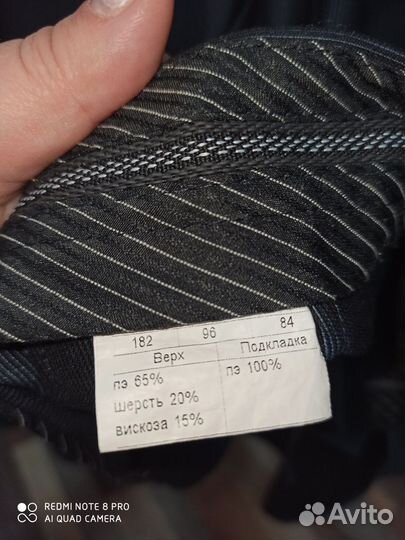 182 96 84
Верх Подкладка
пэ 65% пэ 100%
шерсть 20%
вискоза 15%
REDMI NOTE 8 PRO
AI QUAD CAMERA
Avito